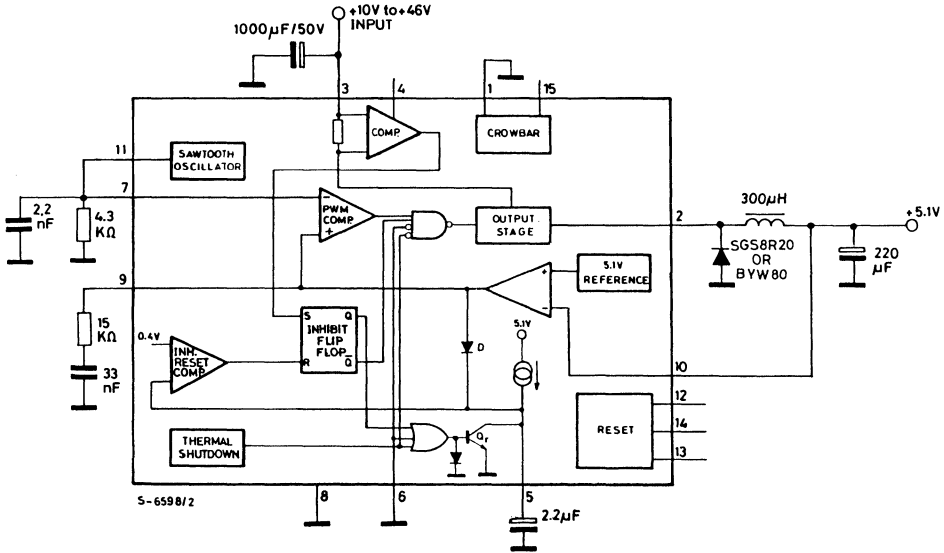 +10V to+46V
INPUT
1000µF/50V
3
4
1
15
COMP.
CROWBAR
11
SAWTOOTH
OSCILLATOR
7
2.2
nF
4.3
KΩ
−
PWM
COMP.
+
OUTPUT
STAGE
2
300µH
+5.1V
SGS8R20
OR
BYW80
220
µF
9
+
−
5.1V
REFERENCE
15
KΩ
33
nF
0.4V
INH.
RESET
COMP.
S
Q
INHIBIT
FLIP
FLOP
R
Q̅
D
5.1V
10
12
14
13
RESET
THERMAL
SHUTDOWN
Qr
S-6598/2
8
6
5
2.2µF